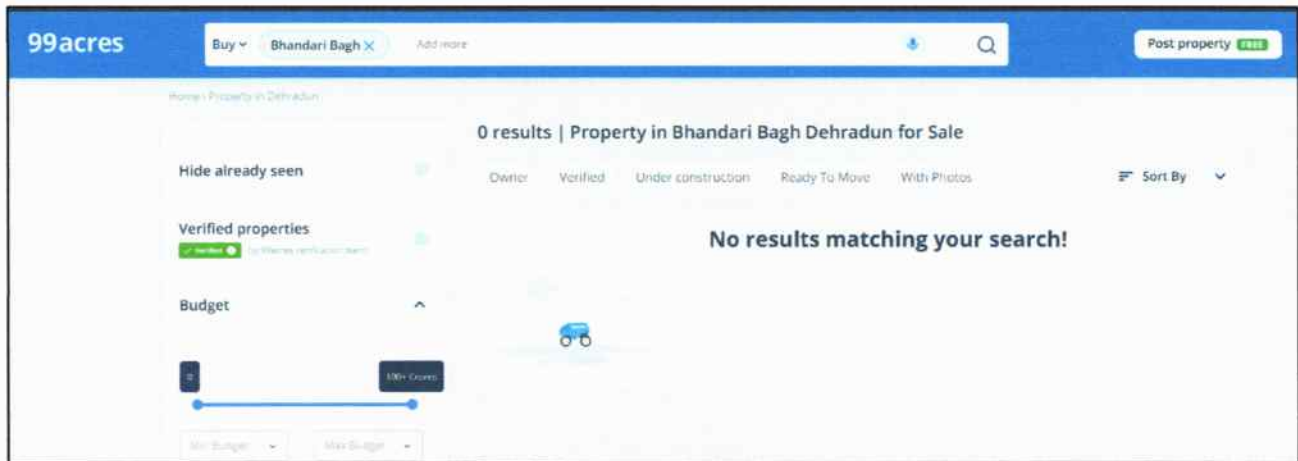 99acres
Buy Bhandari Bagh Add more
Post property FREE
Home › Property in Dehradun
0 results | Property in Bhandari Bagh Dehradun for Sale
Hide already seen
Owner Verified Under construction Ready To Move With Photos Sort By
Verified properties
Verified
No results matching your search!
Budget
0 100+ Crores
Min Budget Max Budget